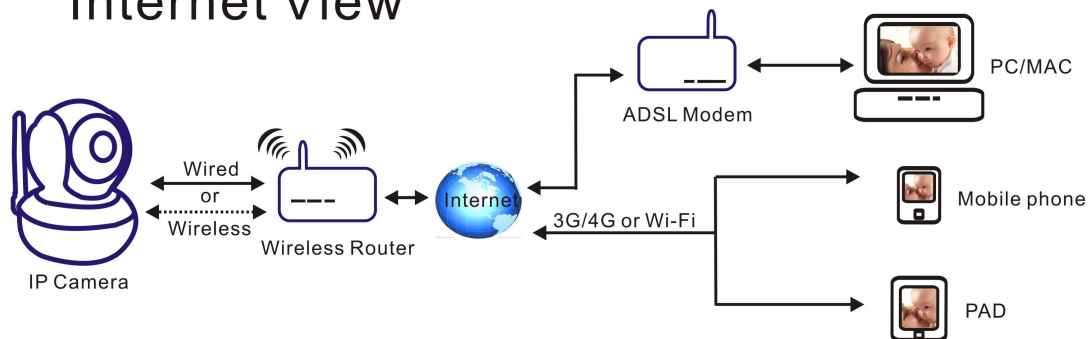 Internet View
ADSL Modem
PC/MAC
Wired
or
Wireless
Internet
3G/4G or Wi-Fi
Mobile phone
Wireless Router
IP Camera
PAD